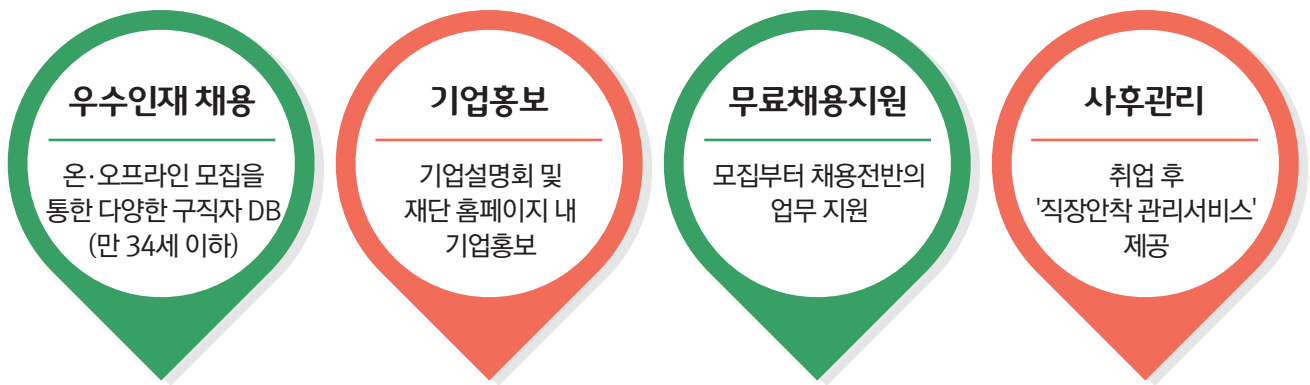 우수인재 채용
온·오프라인 모집을
통한 다양한 구직자 DB
(만 34세 이하)
기업홍보
기업설명회 및
재단 홈페이지 내
기업홍보
무료채용지원
모집부터 채용전반의
업무 지원
사후관리
취업 후
'직장안착 관리서비스'
제공